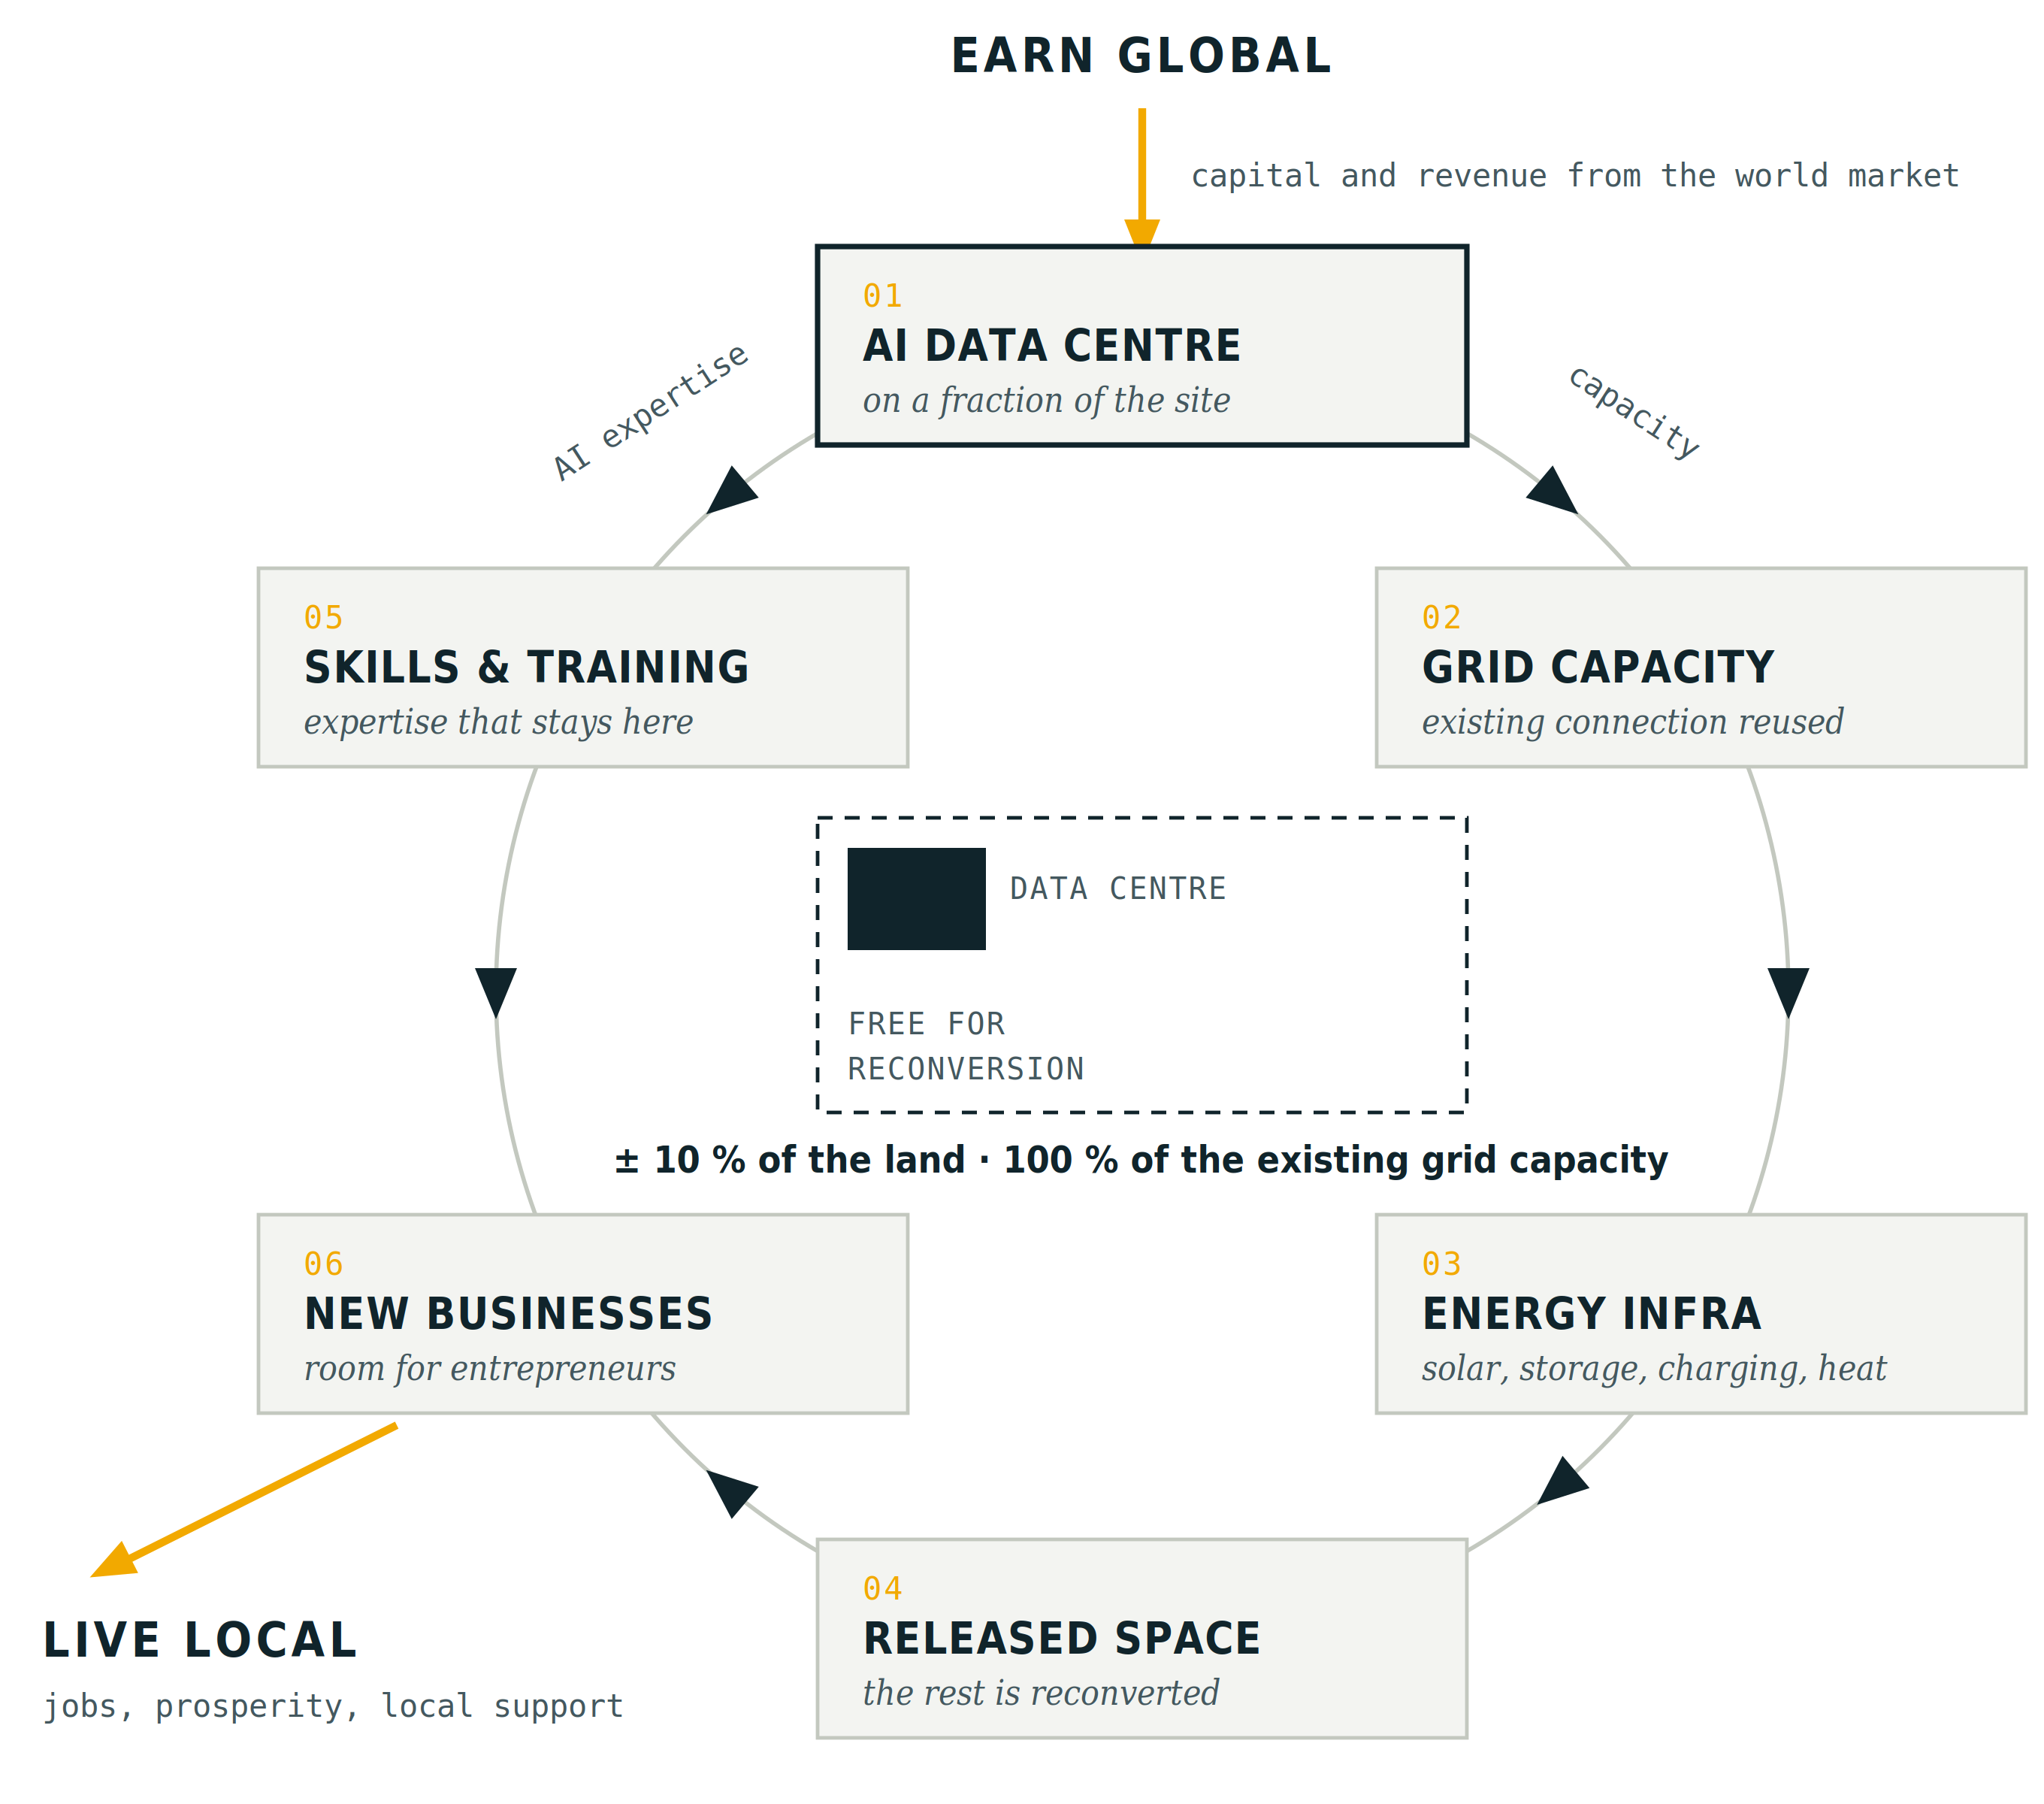 EARN GLOBAL
capital and revenue from the world market
01
AI DATA CENTRE
on a fraction of the site
AI expertise
capacity
05
SKILLS & TRAINING
expertise that stays here
02
GRID CAPACITY
existing connection reused
DATA CENTRE
FREE FOR
RECONVERSION
± 10 % of the land · 100 % of the existing grid capacity
06
NEW BUSINESSES
room for entrepreneurs
03
ENERGY INFRA
solar, storage, charging, heat
04
RELEASED SPACE
the rest is reconverted
LIVE LOCAL
jobs, prosperity, local support